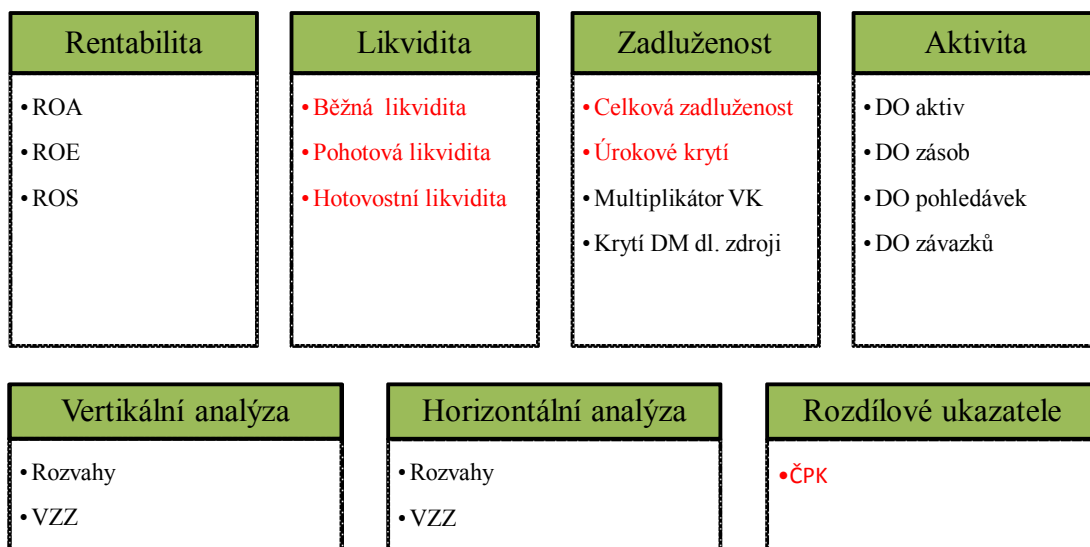 Rentabilita
• ROA
• ROE
• ROS
Likvidita
• Běžná likvidita
• Pohotová likvidita
• Hotovostní likvidita
Zadluženost
• Celková zadluženost
• Úrokové krytí
• Multiplikátor VK
• Krytí DM dl. zdroji
Aktivita
• DO aktiv
• DO zásob
• DO pohledávek
• DO závazků
Vertikální analýza
• Rozvahy
• VZZ
Horizontální analýza
• Rozvahy
• VZZ
Rozdílové ukazatele
• ČPK